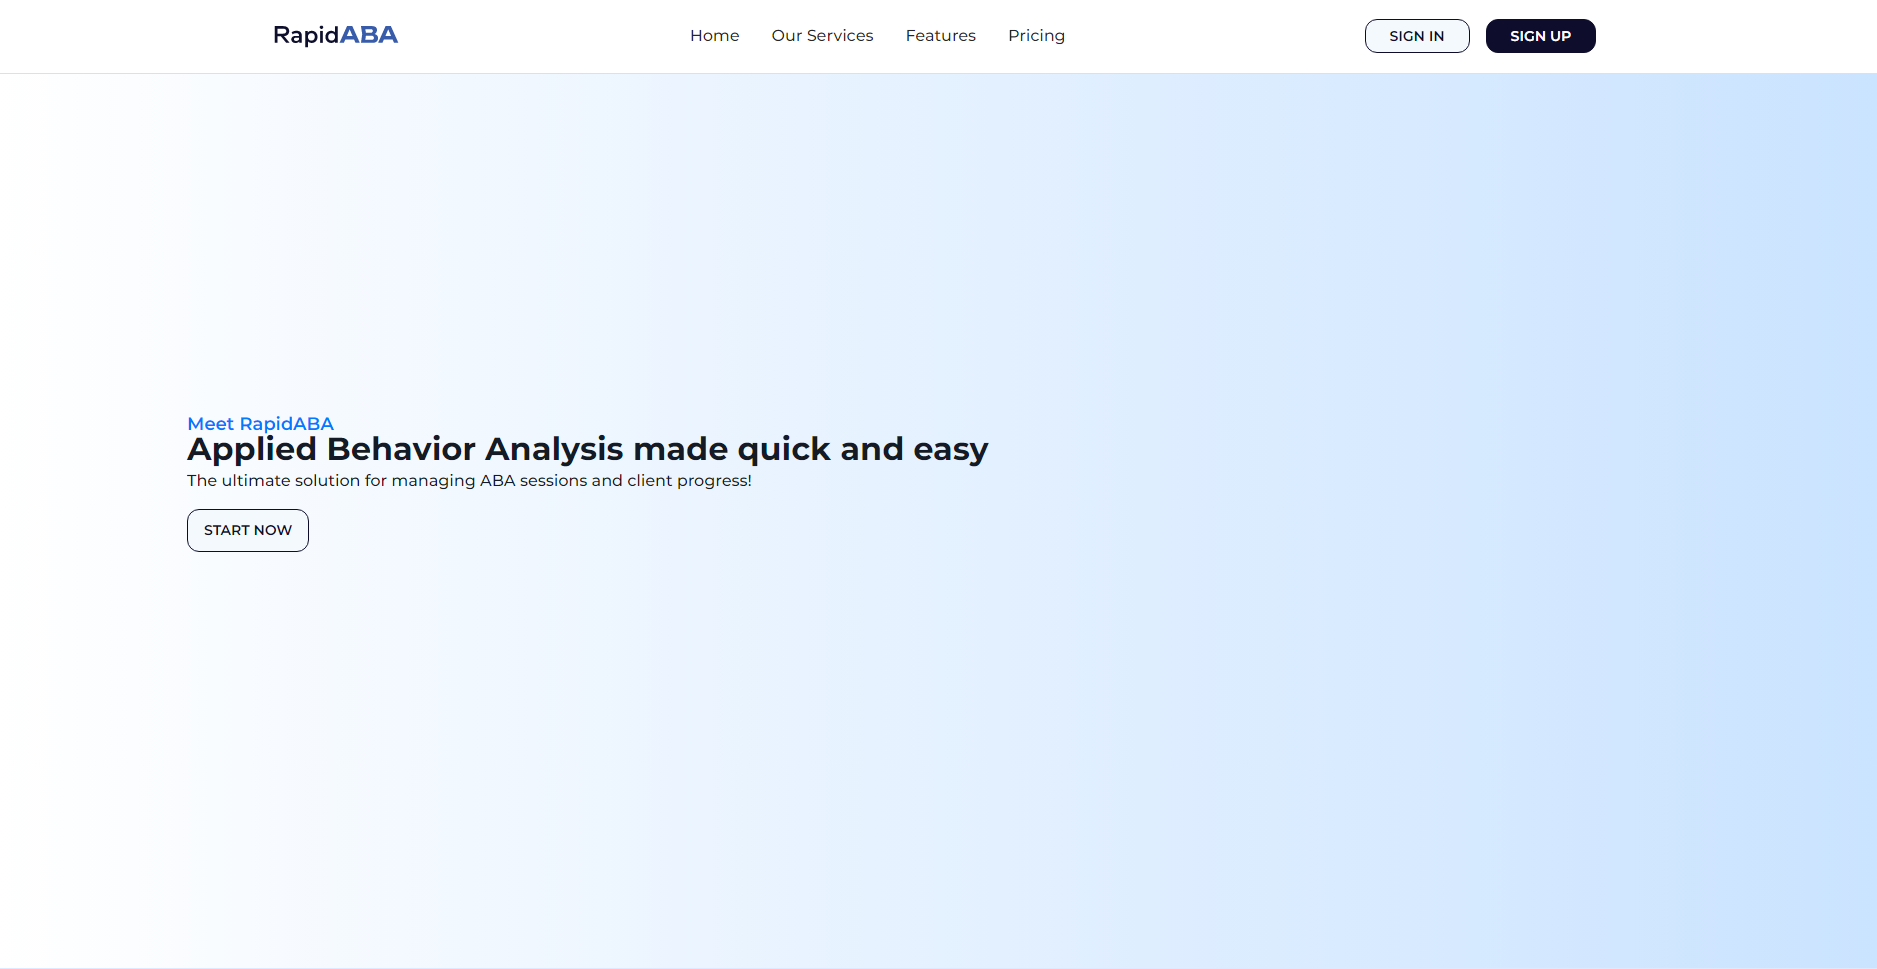 RapidABA
Home Our Services Features Pricing
SIGN IN SIGN UP
Meet RapidABA
Applied Behavior Analysis made quick and easy
The ultimate solution for managing ABA sessions and client progress!
START NOW